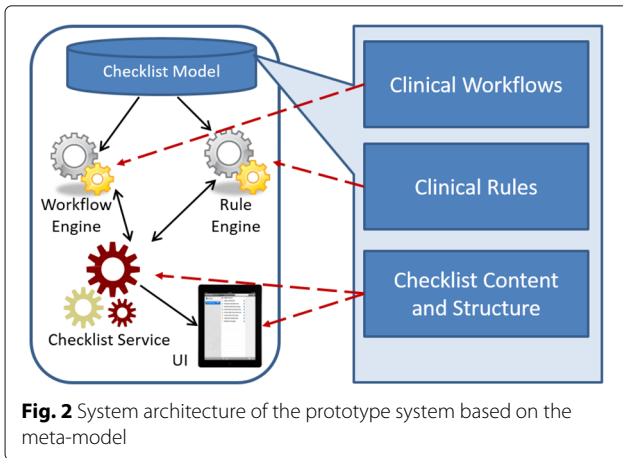 Checklist Model
Workflow
Engine
Rule
Engine
Checklist Service
UI
Clinical Workflows
Clinical Rules
Checklist Content
and Structure
Fig. 2 System architecture of the prototype system based on the
meta-model